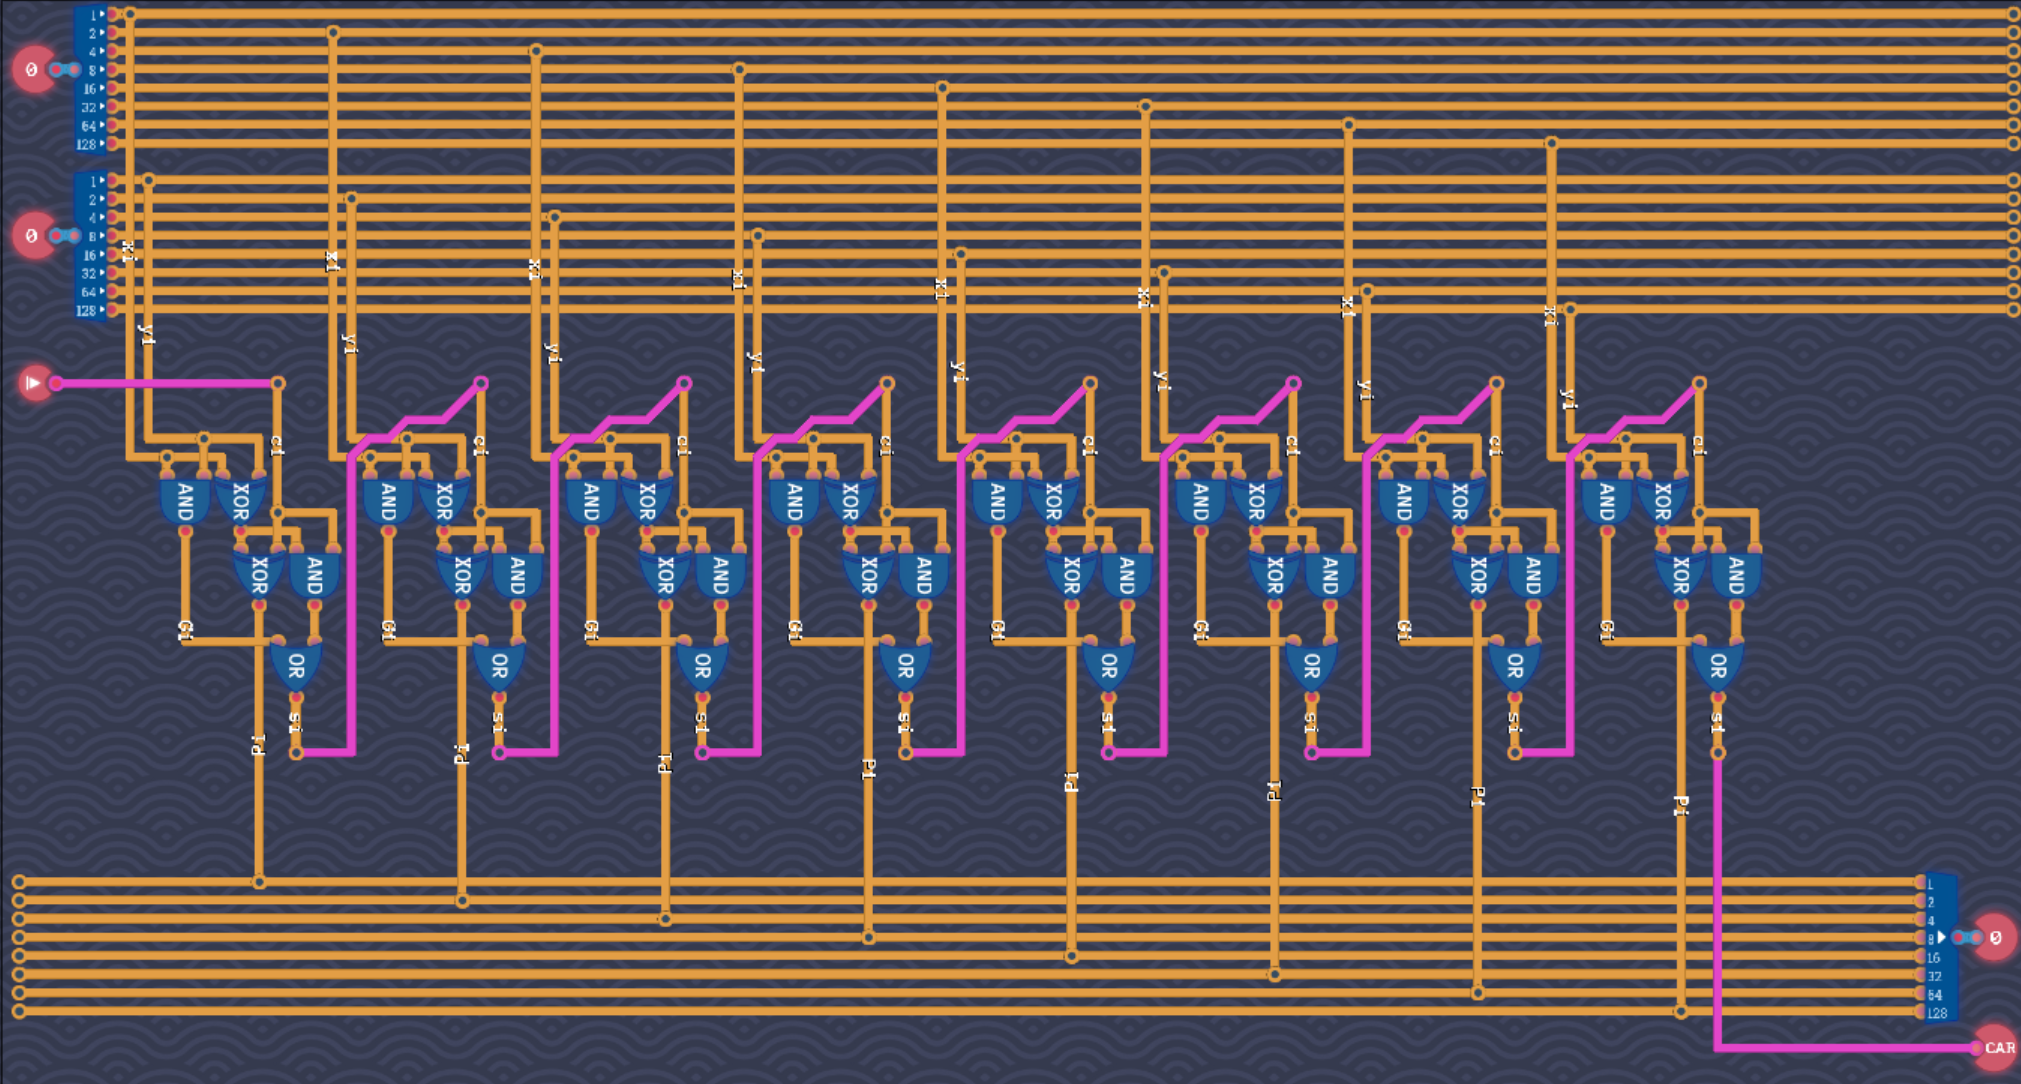 0
1
2
4
8
16
32
64
128
0
1
2
4
8
16
32
64
128
xi xi xi xi xi xi xi xi
yi yi yi yi yi yi yi yi
ci ci ci ci ci ci ci ci
AND XOR AND XOR AND XOR AND XOR AND XOR AND XOR AND XOR AND XOR
XOR AND XOR AND XOR AND XOR AND XOR AND XOR AND XOR AND XOR AND
Gi Gi Gi Gi Gi Gi Gi Gi
OR OR OR OR OR OR OR OR
si si si si si si si si
Pi Pi Pi Pi Pi Pi Pi Pi
1
2
4
8
16
32
64
128
0
CAR